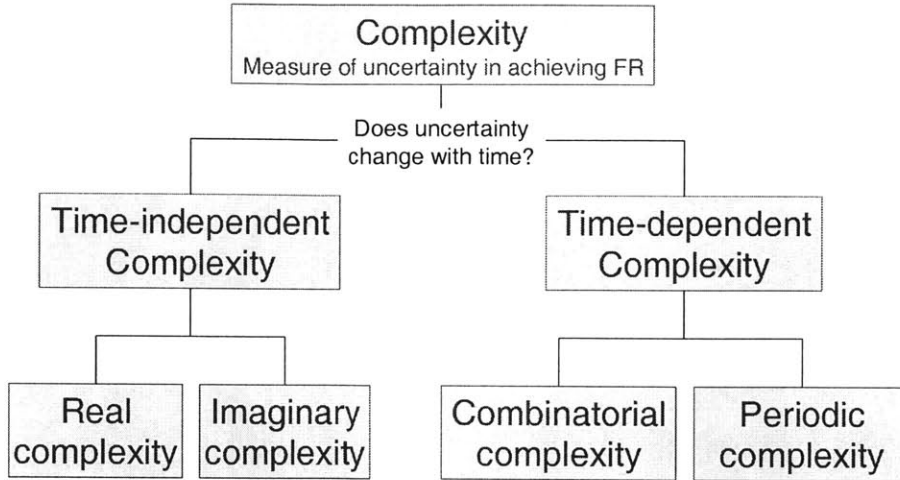 Complexity
Measure of uncertainty in achieving FR
Does uncertainty
change with time?
Time-independent
Complexity
Time-dependent
Complexity
Real
complexity
Imaginary
complexity
Combinatorial
complexity
Periodic
complexity